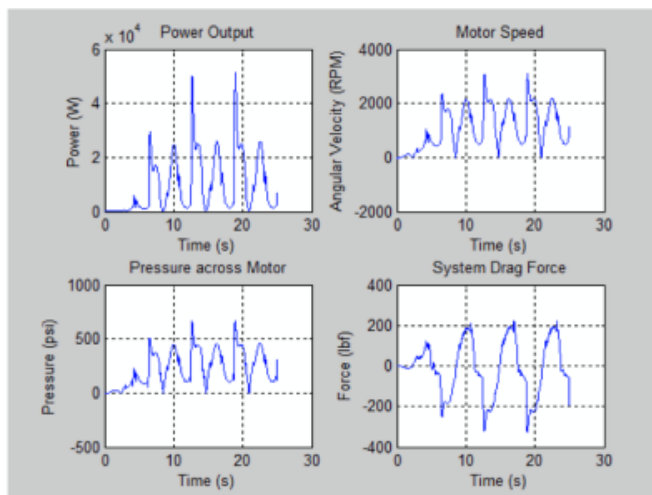 Power Output
x 10^4
6
4
2
0
0 10 20 30
Power (W)
Time (s)
Motor Speed
4000
2000
0
-2000
0 10 20 30
Angular Velocity (RPM)
Time (s)
Pressure across Motor
1000
500
0
-500
0 10 20 30
Pressure (psi)
Time (s)
System Drag Force
400
200
0
-200
-400
0 10 20 30
Force (lbf)
Time (s)